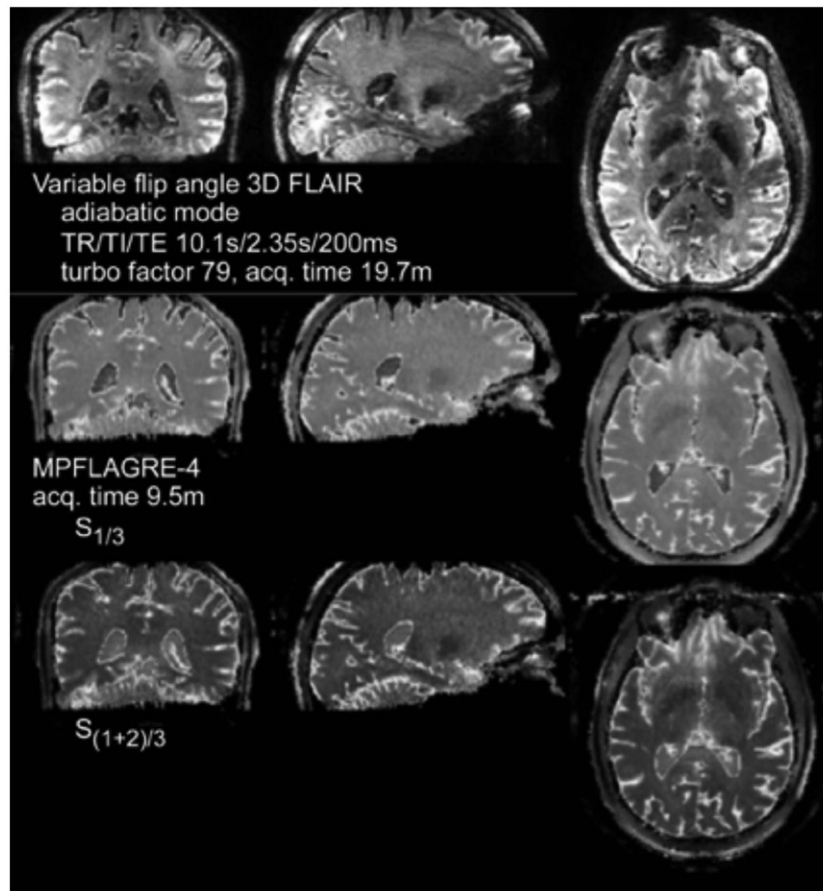 Variable flip angle 3D FLAIR
adiabatic mode
TR/TI/TE 10.1s/2.35s/200ms
turbo factor 79, acq. time 19.7m
MPFLAGRE-4
acq. time 9.5m
S1/3
S(1+2)/3